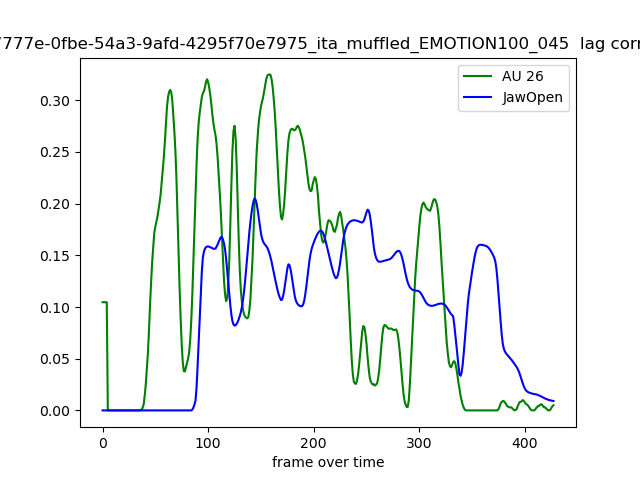 7777e-0fbe-54a3-9afd-4295f70e7975_ita_muffled_EMOTION100_045 lag corr
AU 26
JawOpen
0.30
0.25
0.20
0.15
0.10
0.05
0.00
0 100 200 300 400
frame over time